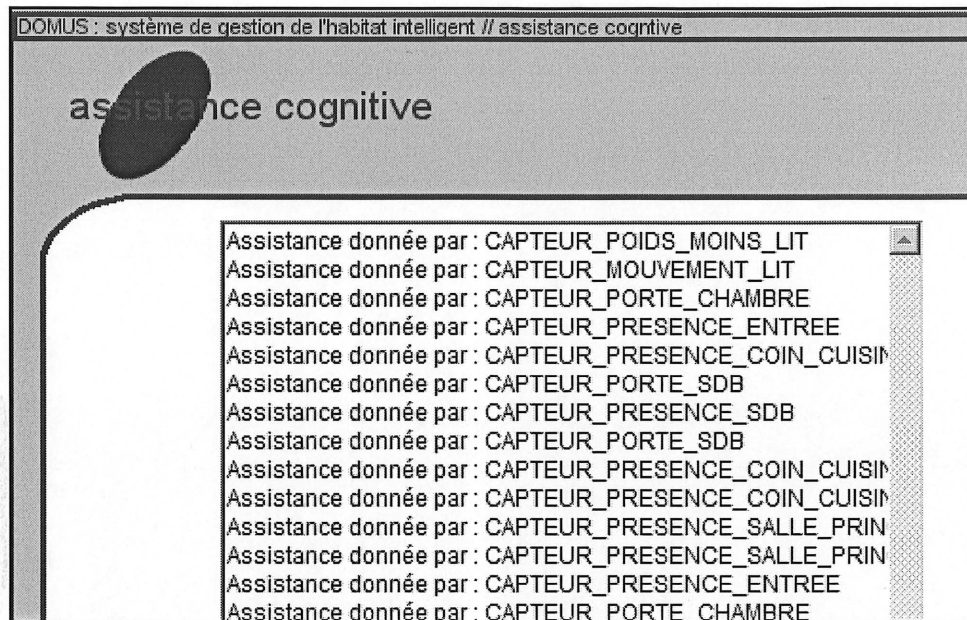 DOMUS : système de gestion de l'habitat intelligent // assistance cogntive
assistance cognitive
Assistance donnée par : CAPTEUR_POIDS_MOINS_LIT
Assistance donnée par : CAPTEUR_MOUVEMENT_LIT
Assistance donnée par : CAPTEUR_PORTE_CHAMBRE
Assistance donnée par : CAPTEUR_PRESENCE_ENTREE
Assistance donnée par : CAPTEUR_PRESENCE_COIN_CUISIN
Assistance donnée par : CAPTEUR_PORTE_SDB
Assistance donnée par : CAPTEUR_PRESENCE_SDB
Assistance donnée par : CAPTEUR_PORTE_SDB
Assistance donnée par : CAPTEUR_PRESENCE_COIN_CUISIN
Assistance donnée par : CAPTEUR_PRESENCE_COIN_CUISIN
Assistance donnée par : CAPTEUR_PRESENCE_SALLE_PRIN
Assistance donnée par : CAPTEUR_PRESENCE_SALLE_PRIN
Assistance donnée par : CAPTEUR_PRESENCE_ENTREE
Assistance donnée par : CAPTEUR_PORTE_CHAMBRE